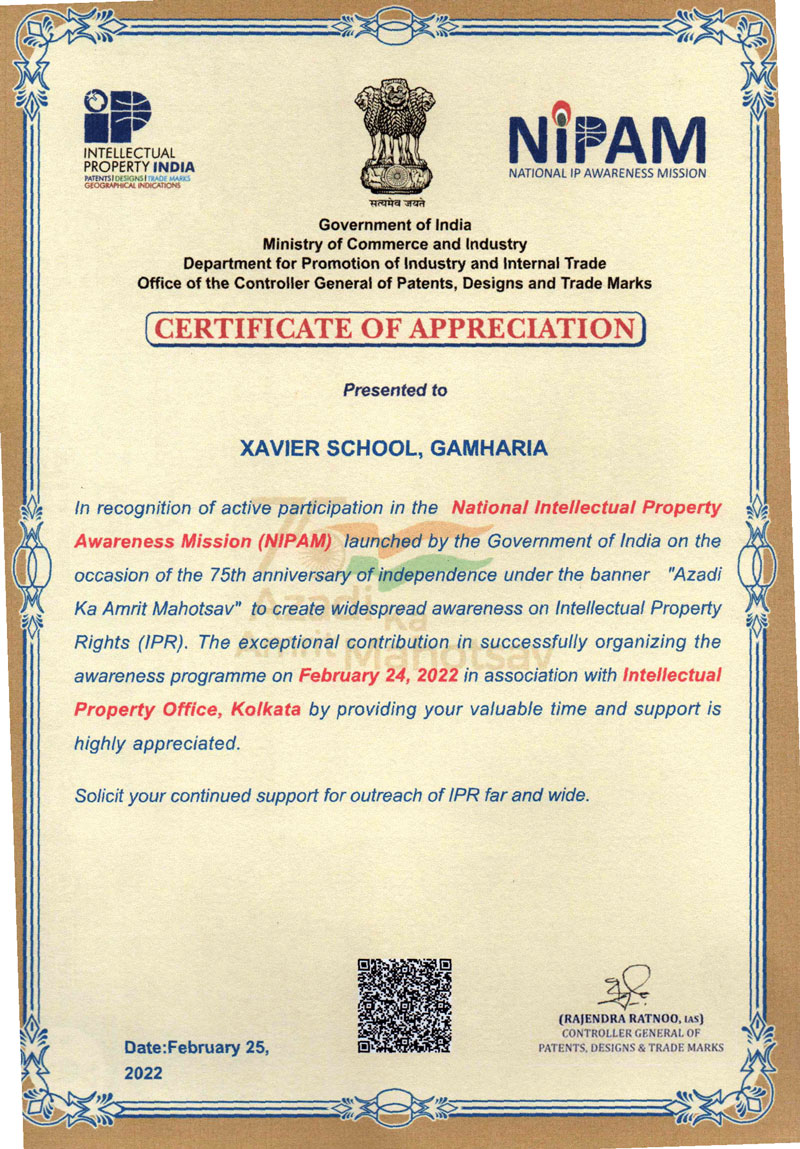 INTELLECTUAL
PROPERTY INDIA
PATENTS | DESIGNS | TRADE MARKS
GEOGRAPHICAL INDICATIONS
सत्यमेव जयते
NiPAM
NATIONAL IP AWARENESS MISSION
Government of India
Ministry of Commerce and Industry
Department for Promotion of Industry and Internal Trade
Office of the Controller General of Patents, Designs and Trade Marks
CERTIFICATE OF APPRECIATION
Presented to
XAVIER SCHOOL, GAMHARIA
In recognition of active participation in the National Intellectual Property
Awareness Mission (NIPAM) launched by the Government of India on the
occasion of the 75th anniversary of independence under the banner "Azadi
Ka Amrit Mahotsav" to create widespread awareness on Intellectual Property
Rights (IPR). The exceptional contribution in successfully organizing the
awareness programme on February 24, 2022 in association with Intellectual
Property Office, Kolkata by providing your valuable time and support is
highly appreciated.
Azadi Ka
Amrit Mahotsav
Solicit your continued support for outreach of IPR far and wide.
(RAJENDRA RATNOO, IAS)
CONTROLLER GENERAL OF
PATENTS, DESIGNS & TRADE MARKS
Date:February 25,
2022